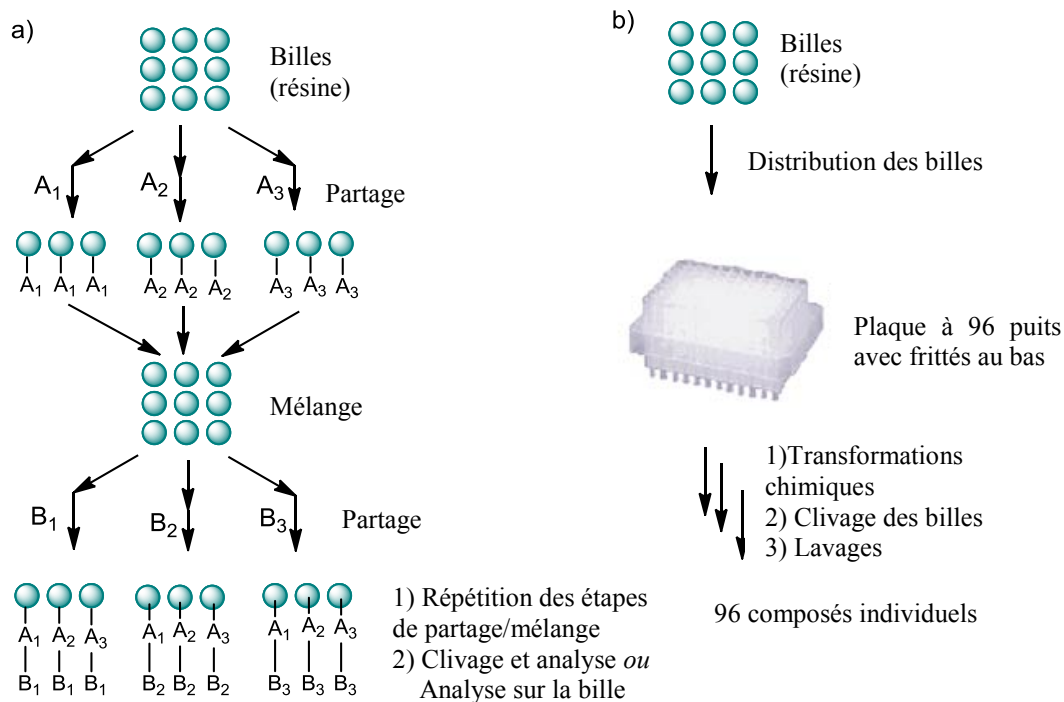 a)
Billes
(résine)
A1
A2
A3
Partage
A1 A1 A1
A2 A2 A2
A3 A3 A3
Mélange
B1
B2
B3
Partage
A1 A2 A3
B1 B1 B1
A1 A2 A3
B2 B2 B2
A1 A2 A3
B3 B3 B3
1) Répétition des étapes
de partage/mélange
2) Clivage et analyse ou
Analyse sur la bille
b)
Billes
(résine)
Distribution des billes
Plaque à 96 puits
avec frittés au bas
1)Transformations
chimiques
2) Clivage des billes
3) Lavages
96 composés individuels